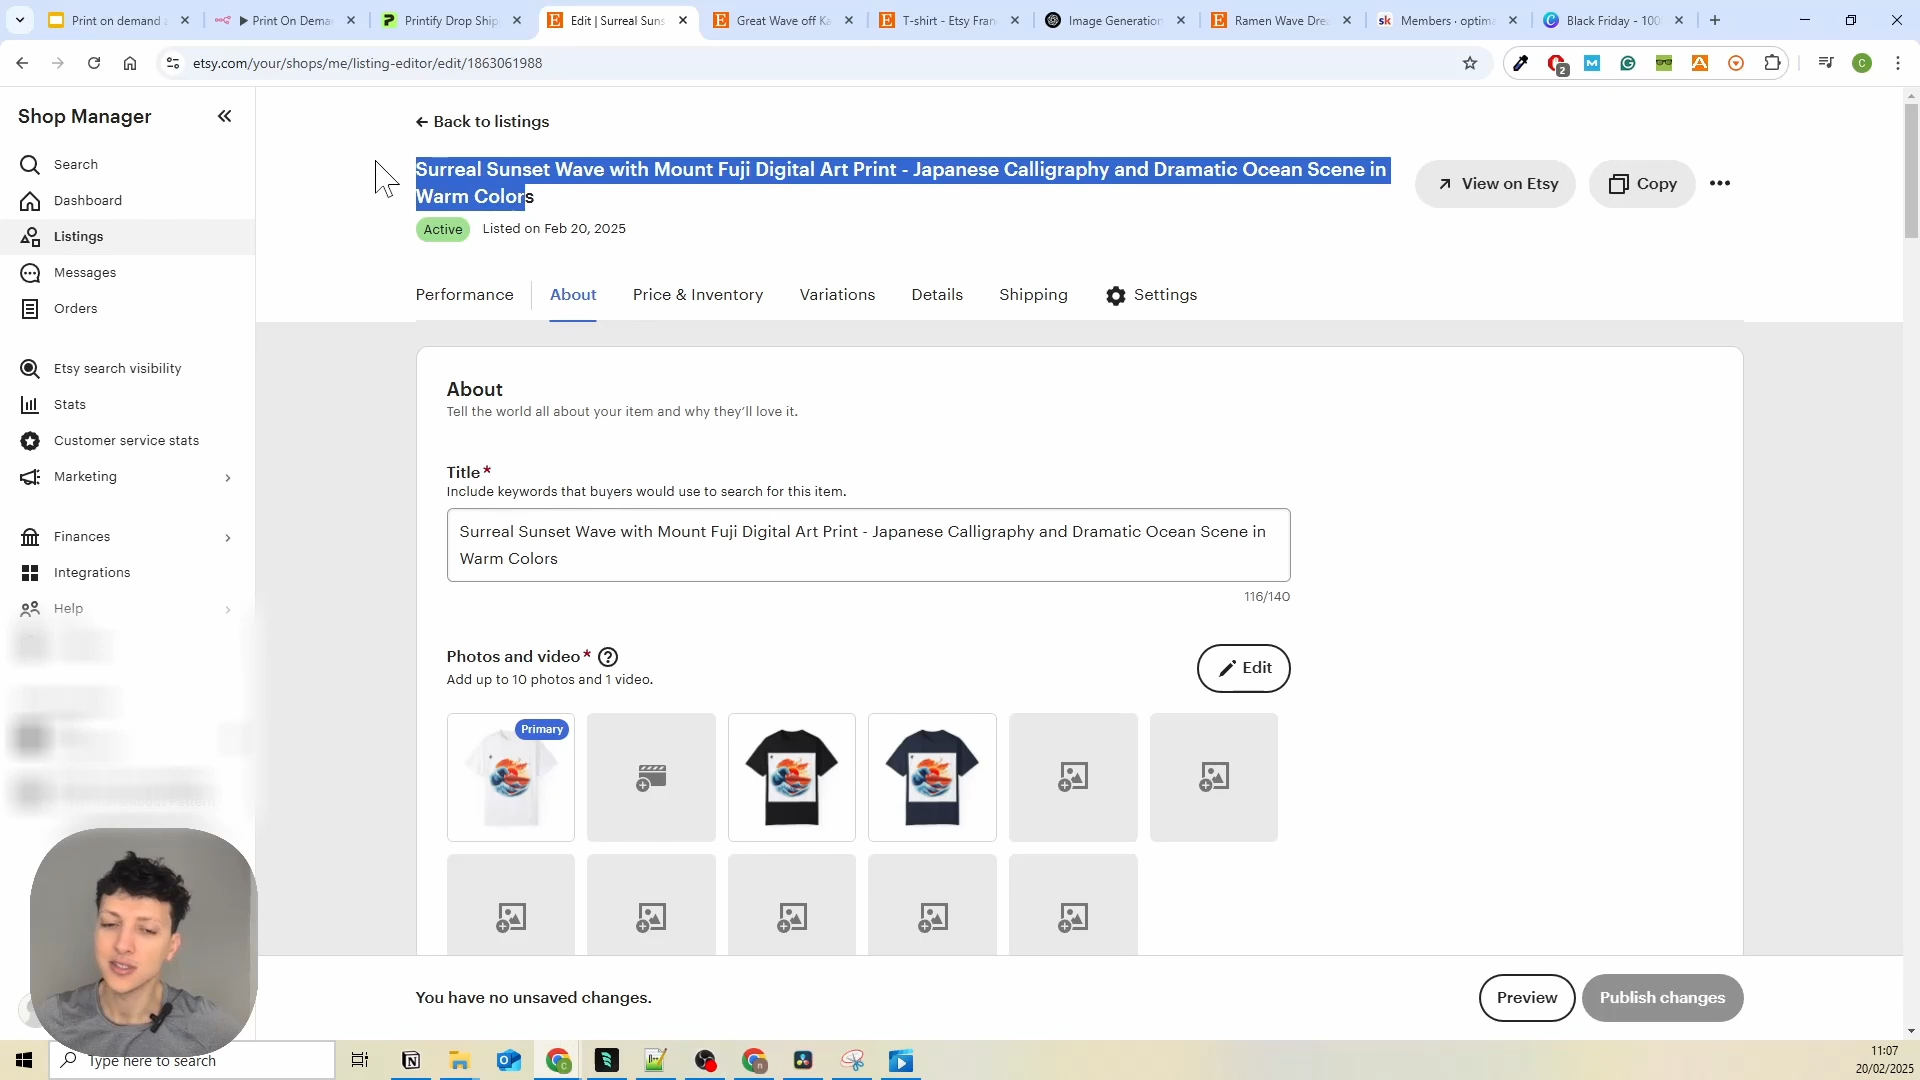 Print on demand a
Print On Dema
Printify Drop Ship
Edit | Surreal Suns
Great Wave off Ka
T-shirt - Etsy Fran
Image Generation
Ramen Wave Drea
Members · optima
Black Friday - 100
etsy.com/your/shops/me/listing-editor/edit/1863061988
2
C
Shop Manager
Search
Dashboard
Listings
Messages
Orders
Etsy search visibility
Stats
Customer service stats
Marketing
Finances
Integrations
Help
← Back to listings
Surreal Sunset Wave with Mount Fuji Digital Art Print - Japanese Calligraphy and Dramatic Ocean Scene in
Warm Colors
Active
Listed on Feb 20, 2025
View on Etsy
Copy
Performance
About
Price & Inventory
Variations
Details
Shipping
Settings
About
Tell the world all about your item and why they'll love it.
Title*
Include keywords that buyers would use to search for this item.
Surreal Sunset Wave with Mount Fuji Digital Art Print - Japanese Calligraphy and Dramatic Ocean Scene in
Warm Colors
116/140
Photos and video*
Add up to 10 photos and 1 video.
Edit
Primary
You have no unsaved changes.
Preview
Publish changes
Type here to search
11:07
20/02/2025